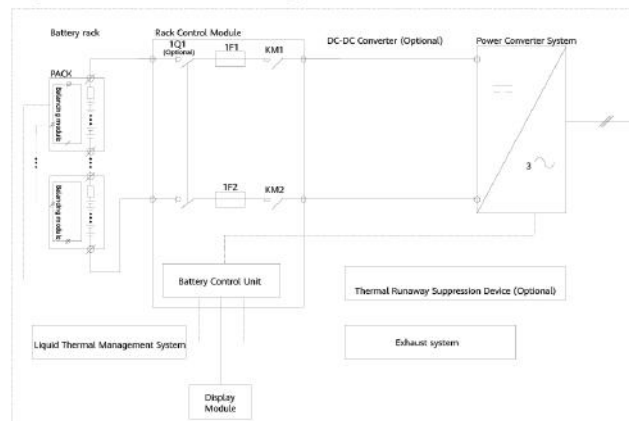 Battery rack
Rack Control Module
DC-DC Converter (Optional)
Power Converter System
1Q1
(Optional)
1F1
KM1
PACK
Balancing module
3
1F2
KM2
Balancing module
Battery Control Unit
Thermal Runaway Suppression Device (Optional)
Liquid Thermal Management System
Exhaust system
Display
Module